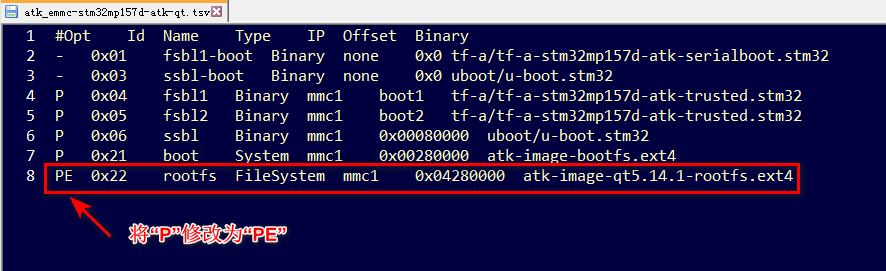 atk_emmc-stm32mp157d-atk-qt.tsv
1 #Opt Id Name Type IP Offset Binary
2 - 0x01 fsbl1-boot Binary none 0x0 tf-a/tf-a-stm32mp157d-atk-serialboot.stm32
3 - 0x03 ssbl-boot Binary none 0x0 uboot/u-boot.stm32
4 P 0x04 fsbl1 Binary mmc1 boot1 tf-a/tf-a-stm32mp157d-atk-trusted.stm32
5 P 0x05 fsbl2 Binary mmc1 boot2 tf-a/tf-a-stm32mp157d-atk-trusted.stm32
6 P 0x06 ssbl Binary mmc1 0x00080000 uboot/u-boot.stm32
7 P 0x21 boot System mmc1 0x00280000 atk-image-bootfs.ext4
8 PE 0x22 rootfs FileSystem mmc1 0x04280000 atk-image-qt5.14.1-rootfs.ext4
将“P”修改为“PE”